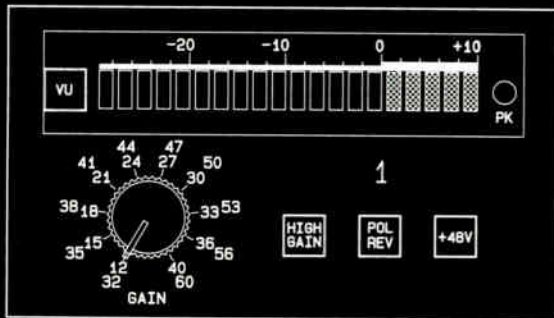 -20 -10 0 +10
VU
PK
44 47
41 24 27 50
21 30
38 18 33 53
15 36
35 56
12 40
32 60
GAIN
1
HIGH
GAIN
POL
REV
+48V